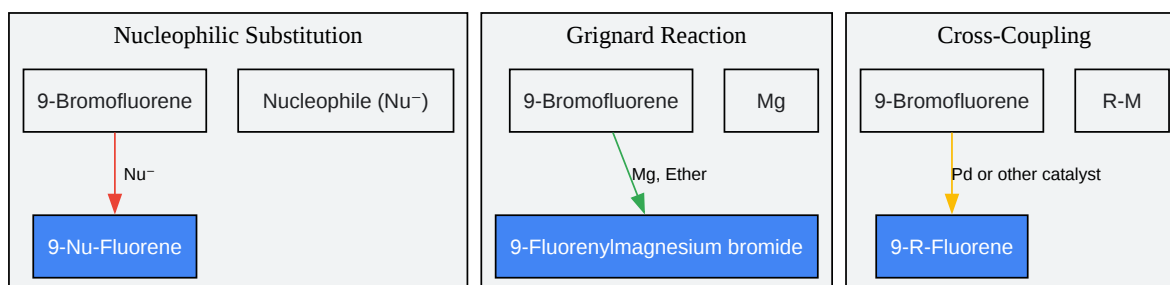 Nucleophilic Substitution
9-Bromofluorene
Nucleophile (Nu⁻)
Nu⁻
9-Nu-Fluorene
Grignard Reaction
9-Bromofluorene
Mg
Mg, Ether
9-Fluorenylmagnesium bromide
Cross-Coupling
9-Bromofluorene
R-M
Pd or other catalyst
9-R-Fluorene